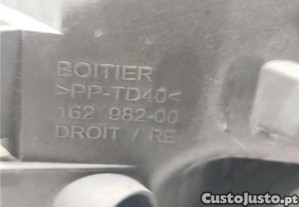 BOITIER
>PP-TD40<
162 982-00
DROIT / RE
CustoJusto.pt